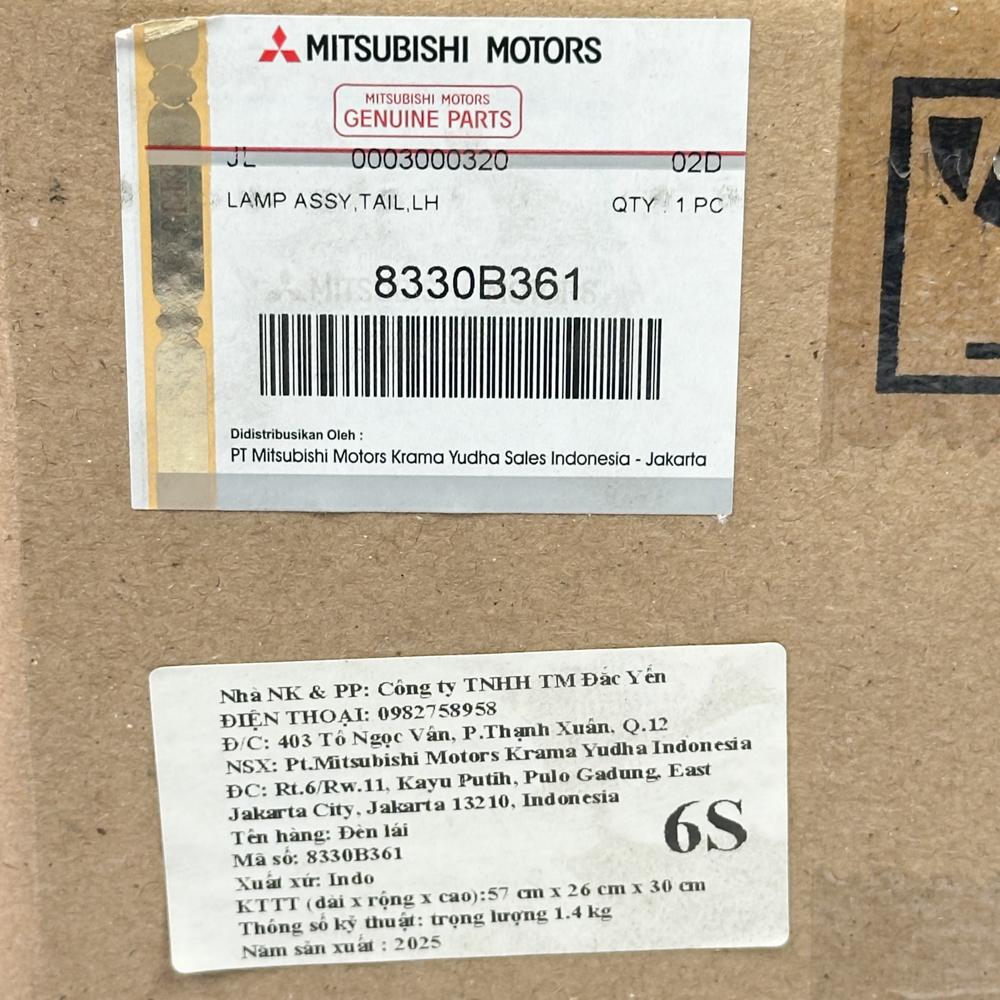 MITSUBISHI MOTORS
MITSUBISHI MOTORS
GENUINE PARTS
JL 0003000320 02D
LAMP ASSY,TAIL,LH QTY : 1 PC
8330B361
Didistribusikan Oleh :
PT Mitsubishi Motors Krama Yudha Sales Indonesia - Jakarta
Nhà NK & PP: Công ty TNHH TM Đắc Yến
ĐIỆN THOẠI: 0982758958
Đ/C: 403 Tô Ngọc Vân, P.Thạnh Xuân, Q.12
NSX: Pt.Mitsubishi Motors Krama Yudha Indonesia
ĐC: Rt.6/Rw.11, Kayu Putih, Pulo Gadung, East
Jakarta City, Jakarta 13210, Indonesia
Tên hàng: Đèn lái
6S
Mã số: 8330B361
Xuất xứ: Indo
KTTT (dài x rộng x cao):57 cm x 26 cm x 30 cm
Thông số kỹ thuật: trọng lượng 1.4 kg
Năm sản xuất : 2025